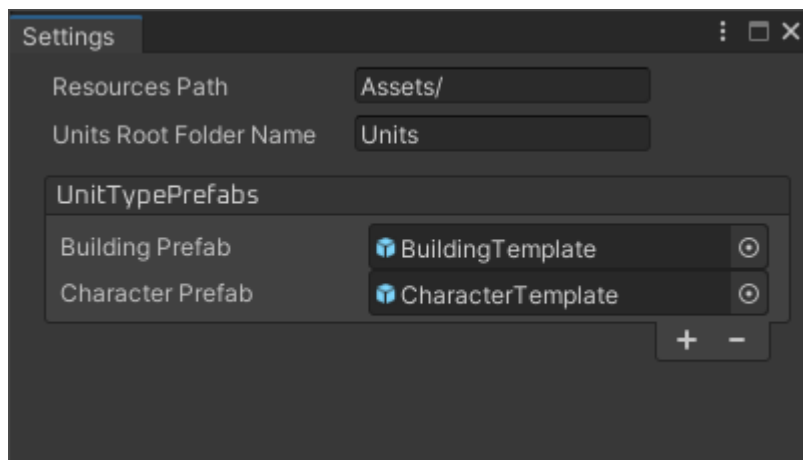 Settings
Resources Path Assets/
Units Root Folder Name Units
UnitTypePrefabs
Building Prefab BuildingTemplate
Character Prefab CharacterTemplate
+ -